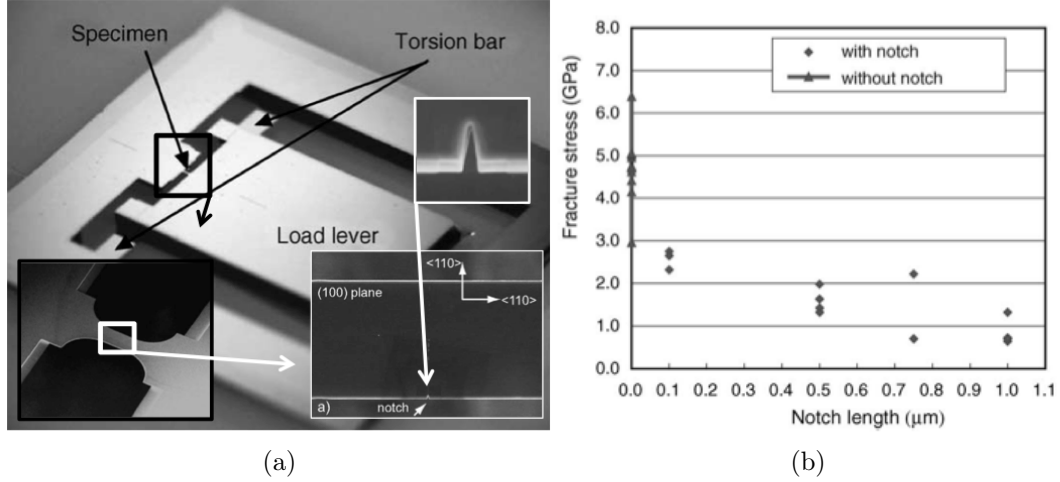 Specimen
Torsion bar
Load lever
<110>
(100) plane
<110>
a)
notch
(a)
with notch
without notch
Fracture stress (GPa)
8.0
7.0
6.0
5.0
4.0
3.0
2.0
1.0
0.0
0.0 0.1 0.2 0.3 0.4 0.5 0.6 0.7 0.8 0.9 1.0 1.1
Notch length (μm)
(b)